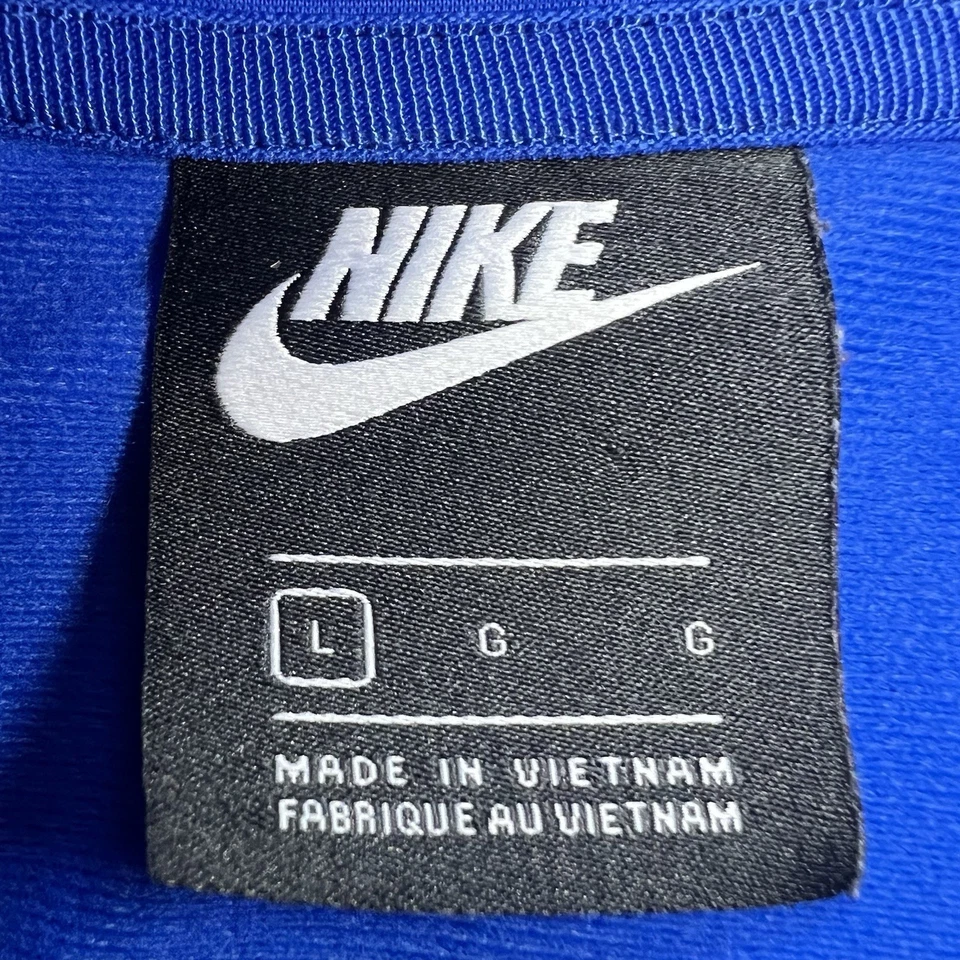 NIKE
L G G
MADE IN VIETNAM
FABRIQUE AU VIETNAM